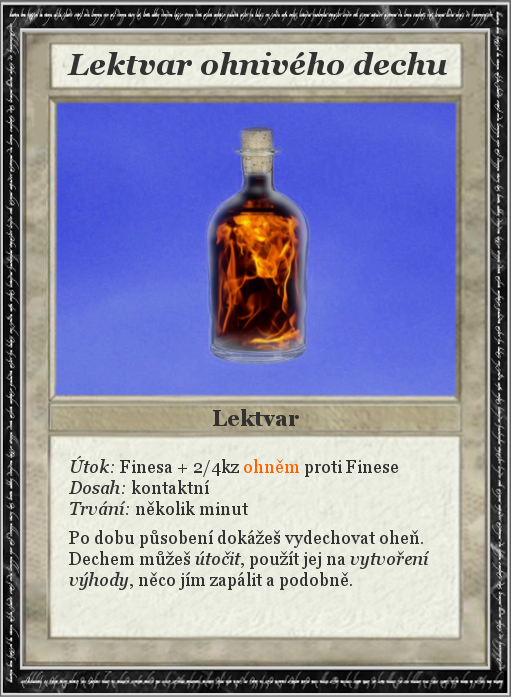 Lektvar ohnivého dechu
Lektvar
Útok: Finesa + 2/4kz ohněm proti Finese
Dosah: kontaktní
Trvání: několik minut
Po dobu působení dokážeš vydechovat oheň.
Dechem můžeš útočit, použít jej na vytvoření
výhody, něco jím zapálit a podobně.